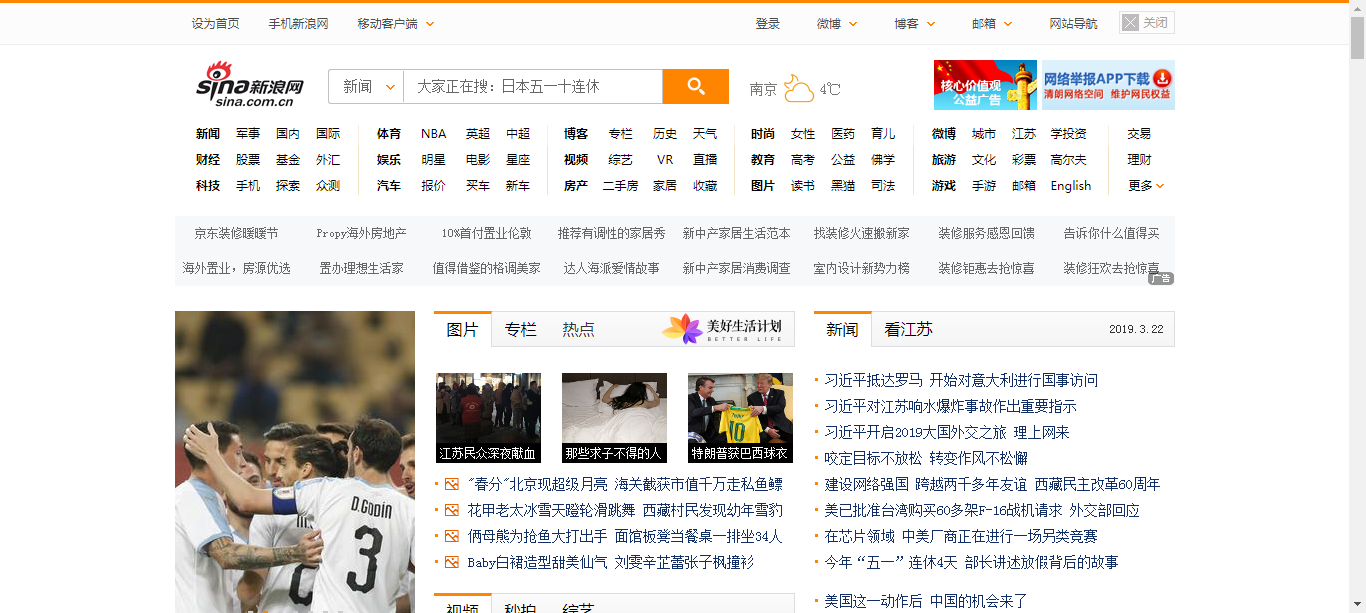 设为首页 手机新浪网 移动客户端 登录 微博 博客 邮箱 网站导航 关闭
sina新浪网
sina.com.cn
新闻 大家正在搜：日本五一十连休 南京 4℃
核心价值观
公益广告
网络举报APP下载
清朗网络空间 维护网民权益
新闻 军事 国内 国际 体育 NBA 英超 中超 博客 专栏 历史 天气 时尚 女性 医药 育儿 微博 城市 江苏 学投资 交易
财经 股票 基金 外汇 娱乐 明星 电影 星座 视频 综艺 VR 直播 教育 高考 公益 佛学 旅游 文化 彩票 高尔夫 理财
科技 手机 探索 众测 汽车 报价 买车 新车 房产 二手房 家居 收藏 图片 读书 黑猫 司法 游戏 手游 邮箱 English 更多
京东装修暖暖节 Propy海外房地产 10%首付置业伦敦 推荐有调性的家居秀 新中产家居生活范本 找装修火速搬新家 装修服务感恩回馈 告诉你什么值得买
海外置业，房源优选 置办理想生活家 值得借鉴的格调美家 达人海派爱情故事 新中产家居消费调查 室内设计新势力榜 装修钜惠去抢惊喜 装修狂欢去抢惊喜
广告
D.GODIN
3
图片 专栏 热点 美好生活计划
BETTER LIFE
江苏民众深夜献血 那些求子不得的人 特朗普获巴西球衣
10
"春分"北京现超级月亮 海关截获市值千万走私鱼鳔
花甲老太冰雪天蹬轮滑跳舞 西藏村民发现幼年雪豹
俩母熊为抢鱼大打出手 面馆板凳当餐桌一排坐34人
Baby白裙造型甜美仙气 刘雯辛芷蕾张子枫撞衫
视频 秒拍 综艺
新闻 看江苏 2019.3.22
习近平抵达罗马 开始对意大利进行国事访问
习近平对江苏响水爆炸事故作出重要指示
习近平开启2019大国外交之旅 理上网来
咬定目标不放松 转变作风不松懈
建设网络强国 跨越两千多年友谊 西藏民主改革60周年
美已批准台湾购买60多架F-16战机请求 外交部回应
在芯片领域 中美厂商正在进行一场另类竞赛
今年“五一”连休4天 部长讲述放假背后的故事
美国这一动作后 中国的机会来了